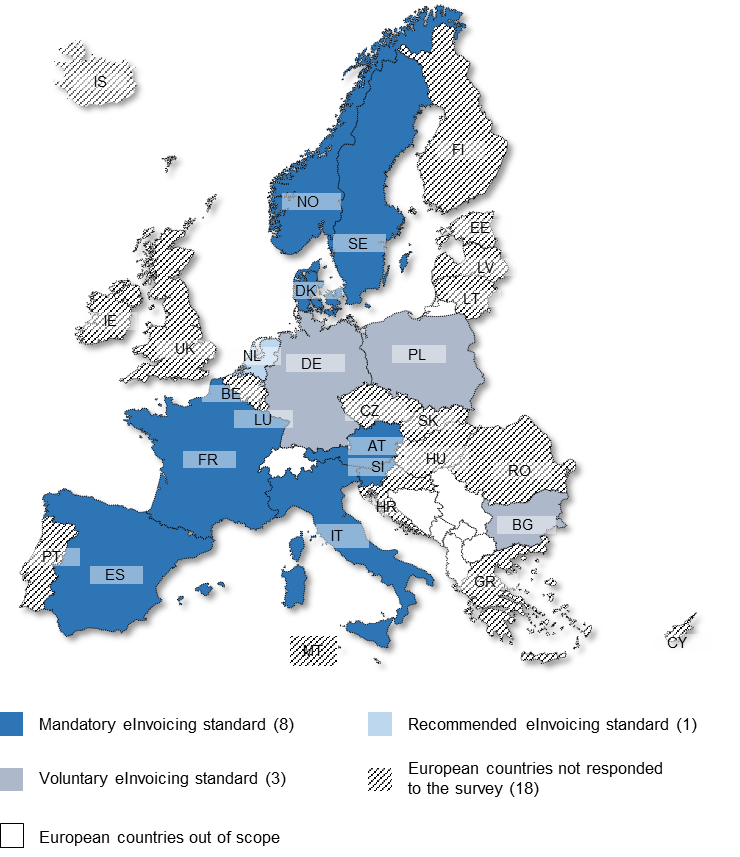 IS
FI
NO
SE
EE
LV
LT
DK
IE
UK
NL
DE
PL
BE
LU
CZ
SK
AT
HU
FR
SI
RO
HR
BG
IT
PT
ES
GR
MT
CY
Mandatory eInvoicing standard (8)
Recommended eInvoicing standard (1)
Voluntary eInvoicing standard (3)
European countries not responded
to the survey (18)
European countries out of scope